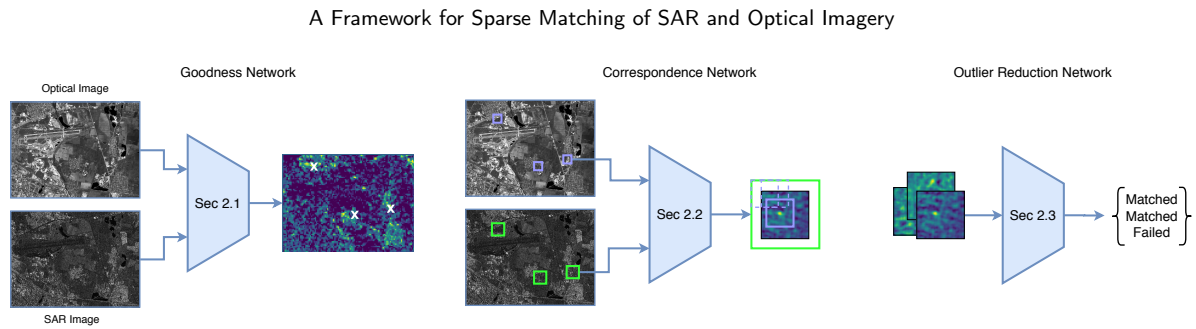 A Framework for Sparse Matching of SAR and Optical Imagery
Goodness Network
Correspondence Network
Outlier Reduction Network
Optical Image
x
x
x
Sec 2.1
Sec 2.2
Sec 2.3
Matched
Matched
Failed
SAR Image